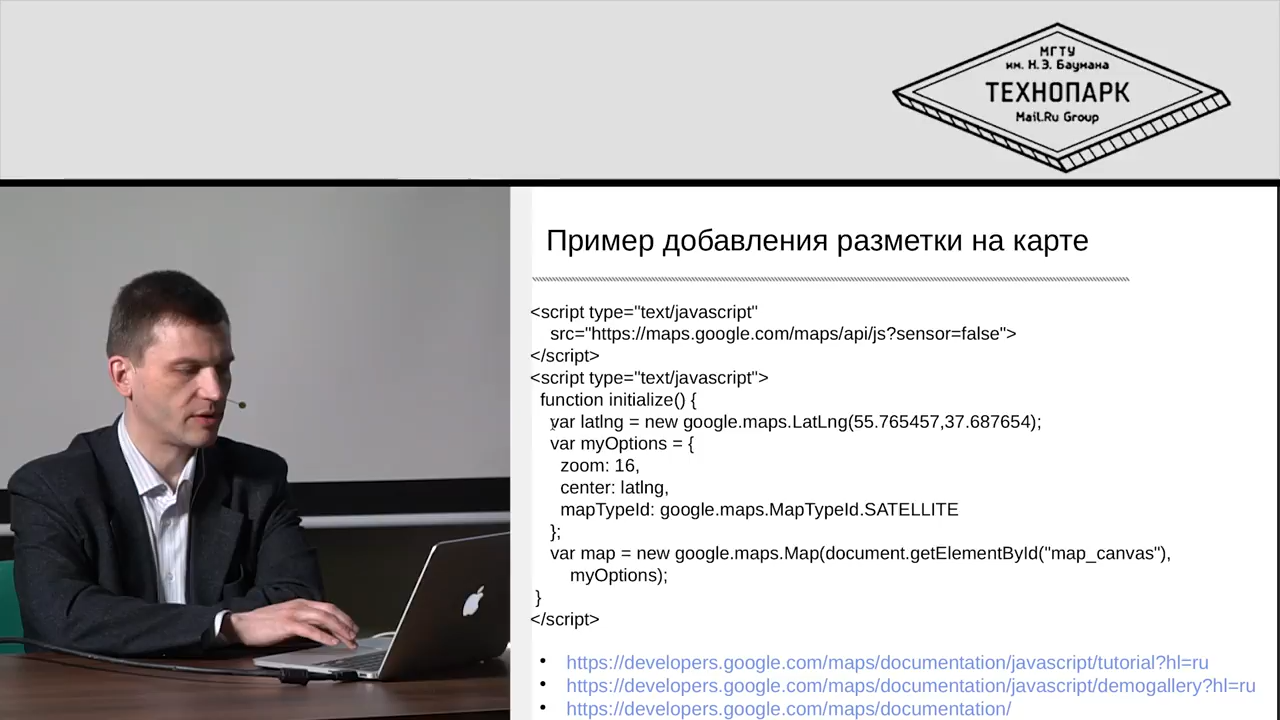 МГТУ
им. Н.Э. Баумана
ТЕХНОПАРК
Mail.Ru Group
Пример добавления разметки на карте
<script type="text/javascript"
src="https://maps.google.com/maps/api/js?sensor=false">
</script>
<script type="text/javascript">
function initialize() {
var latlng = new google.maps.LatLng(55.765457,37.687654);
var myOptions = {
zoom: 16,
center: latlng,
mapTypeId: google.maps.MapTypeId.SATELLITE
};
var map = new google.maps.Map(document.getElementById("map_canvas"),
myOptions);
}
</script>
• https://developers.google.com/maps/documentation/javascript/tutorial?hl=ru
• https://developers.google.com/maps/documentation/javascript/demogallery?hl=ru
• https://developers.google.com/maps/documentation/